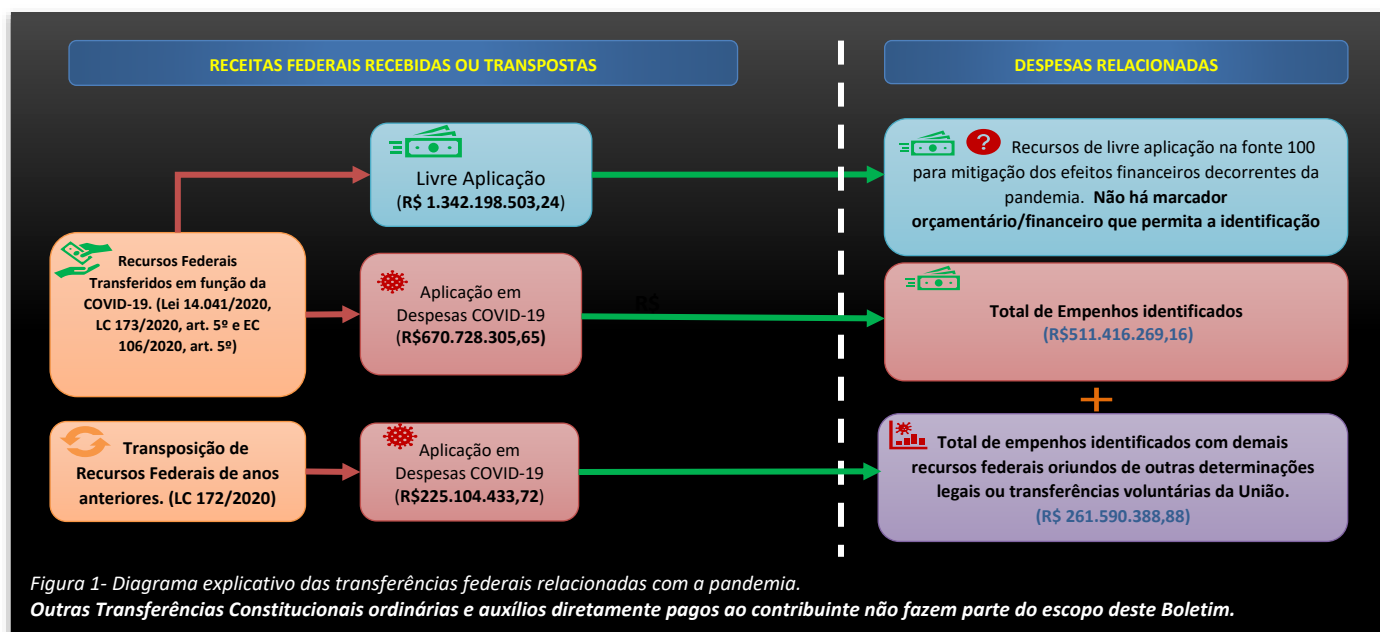 RECEITAS FEDERAIS RECEBIDAS OU TRANSPOSTAS
DESPESAS RELACIONADAS
Livre Aplicação
(R$ 1.342.198.503,24)
? Recursos de livre aplicação na fonte 100
para mitigação dos efeitos financeiros decorrentes da
pandemia. Não há marcador
orçamentário/financeiro que permita a identificação
Recursos Federais
Transferidos em função da
COVID-19. (Lei 14.041/2020,
LC 173/2020, art. 5º e EC
106/2020, art. 5º)
Aplicação em
Despesas COVID-19
(R$670.728.305,65)
R$
Total de Empenhos identificados
(R$511.416.269,16)
+
Transposição de
Recursos Federais de anos
anteriores. (LC 172/2020)
Aplicação em
Despesas COVID-19
(R$225.104.433,72)
Total de empenhos identificados com demais
recursos federais oriundos de outras determinações
legais ou transferências voluntárias da União.
(R$ 261.590.388,88)
Figura 1- Diagrama explicativo das transferências federais relacionadas com a pandemia.
Outras Transferências Constitucionais ordinárias e auxílios diretamente pagos ao contribuinte não fazem parte do escopo deste Boletim.